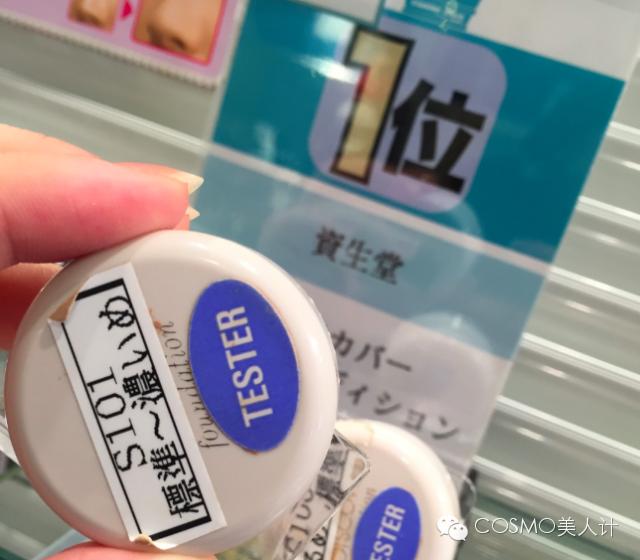 1位
資生堂
カバー
ディション
foundation
TESTER
S101
標準~濃いめ
TESTER
COSMO美人计